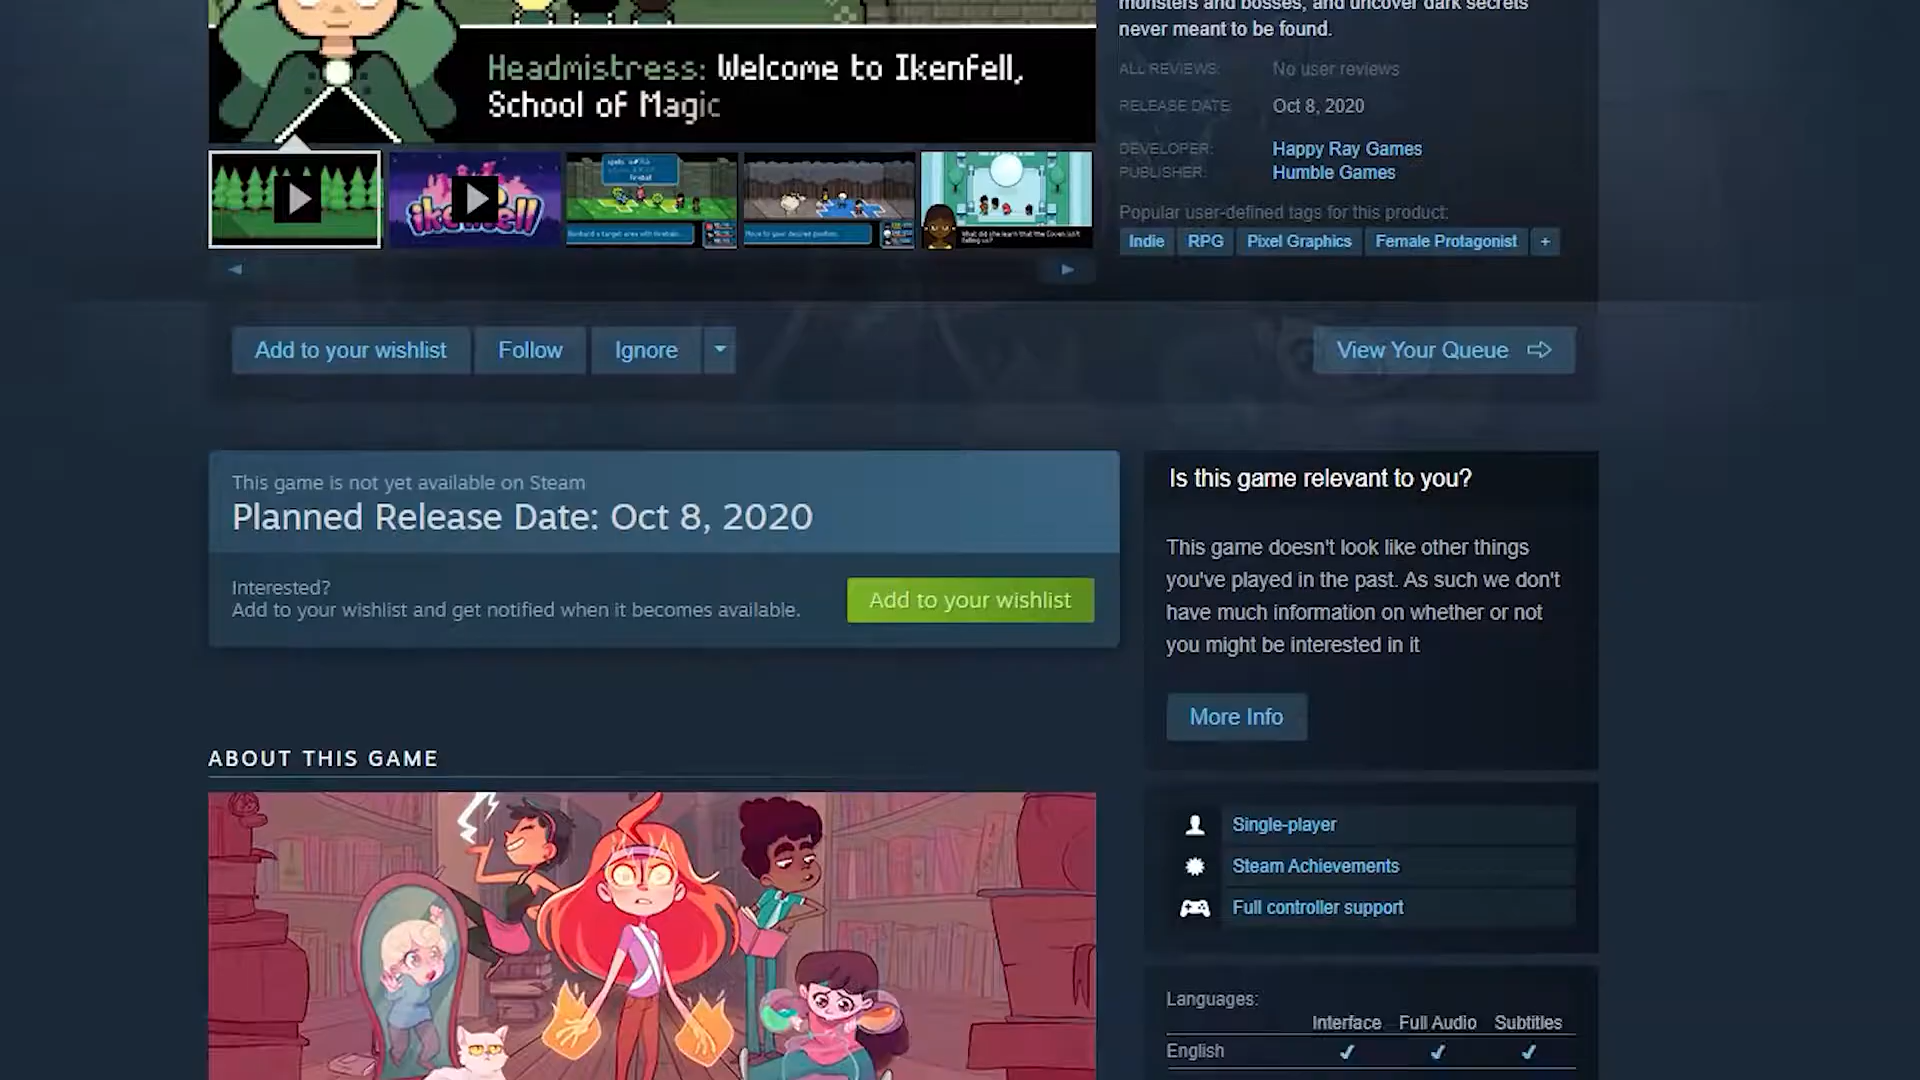 monsters and bosses, and uncover dark secrets
never meant to be found.
Headmistress: Welcome to Ikenfell,
School of Magic
ALL REVIEWS: No user reviews
RELEASE DATE: Oct 8, 2020
DEVELOPER: Happy Ray Games
PUBLISHER: Humble Games
Popular user-defined tags for this product:
Indie RPG Pixel Graphics Female Protagonist +
ikenfell
Add to your wishlist Follow Ignore View Your Queue
This game is not yet available on Steam
Planned Release Date: Oct 8, 2020
Interested?
Add to your wishlist and get notified when it becomes available.
Add to your wishlist
Is this game relevant to you?
This game doesn't look like other things
you've played in the past. As such we don't
have much information on whether or not
you might be interested in it
More Info
ABOUT THIS GAME
Single-player
Steam Achievements
Full controller support
Languages:
Interface Full Audio Subtitles
English ✓ ✓ ✓